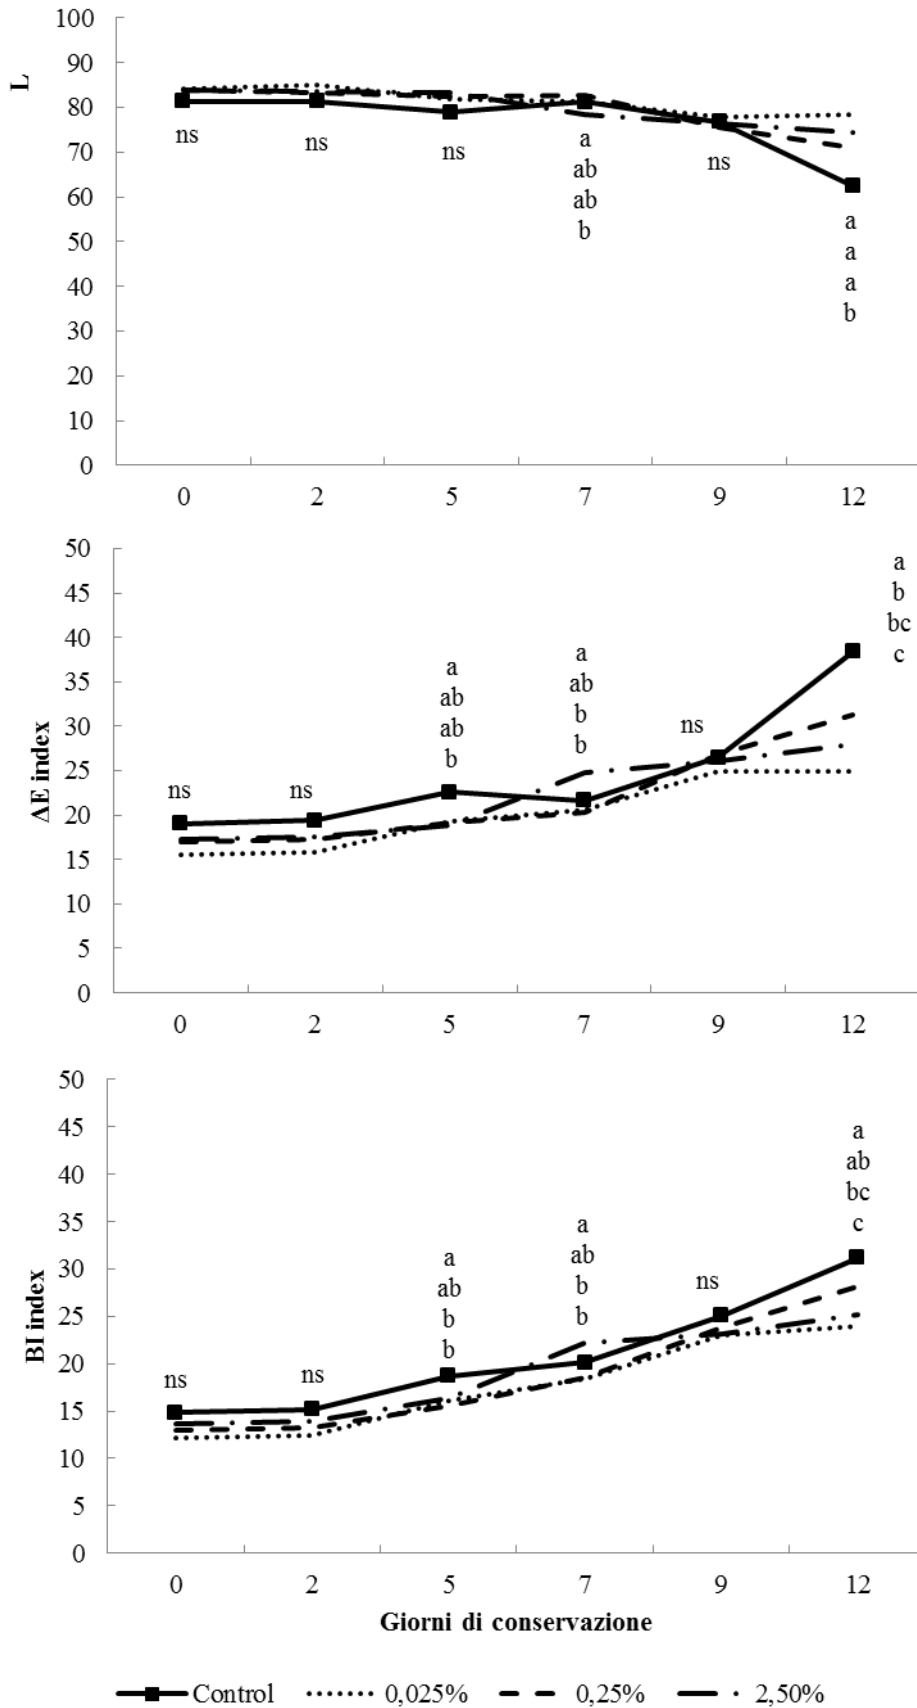 100
90
80
70
60
50
40
30
20
10
0
L
ns
ns
ns
a
ab
ab
b
ns
a
a
a
b
0 2 5 7 9 12
50
45
40
35
30
25
20
15
10
5
0
ΔE index
ns
ns
a
ab
ab
b
a
ab
b
b
ns
a
b
bc
c
0 2 5 7 9 12
50
45
40
35
30
25
20
15
10
5
0
BI index
ns
ns
a
ab
b
b
a
ab
b
b
ns
a
ab
bc
c
0 2 5 7 9 12
Giorni di conservazione
Control 0,025% 0,25% 2,50%